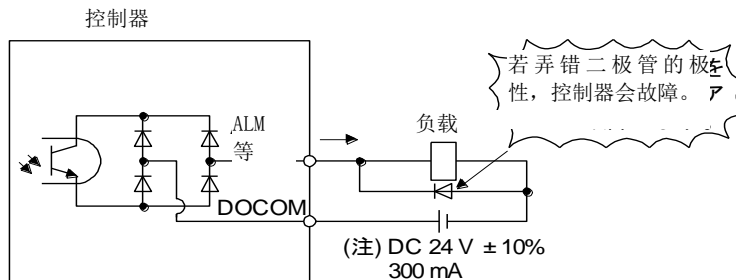 控制器
若弄错二极管的极
性，控制器会故障。
ALM
等
负载
DOCOM
(注) DC 24 V ± 10%
300 mA